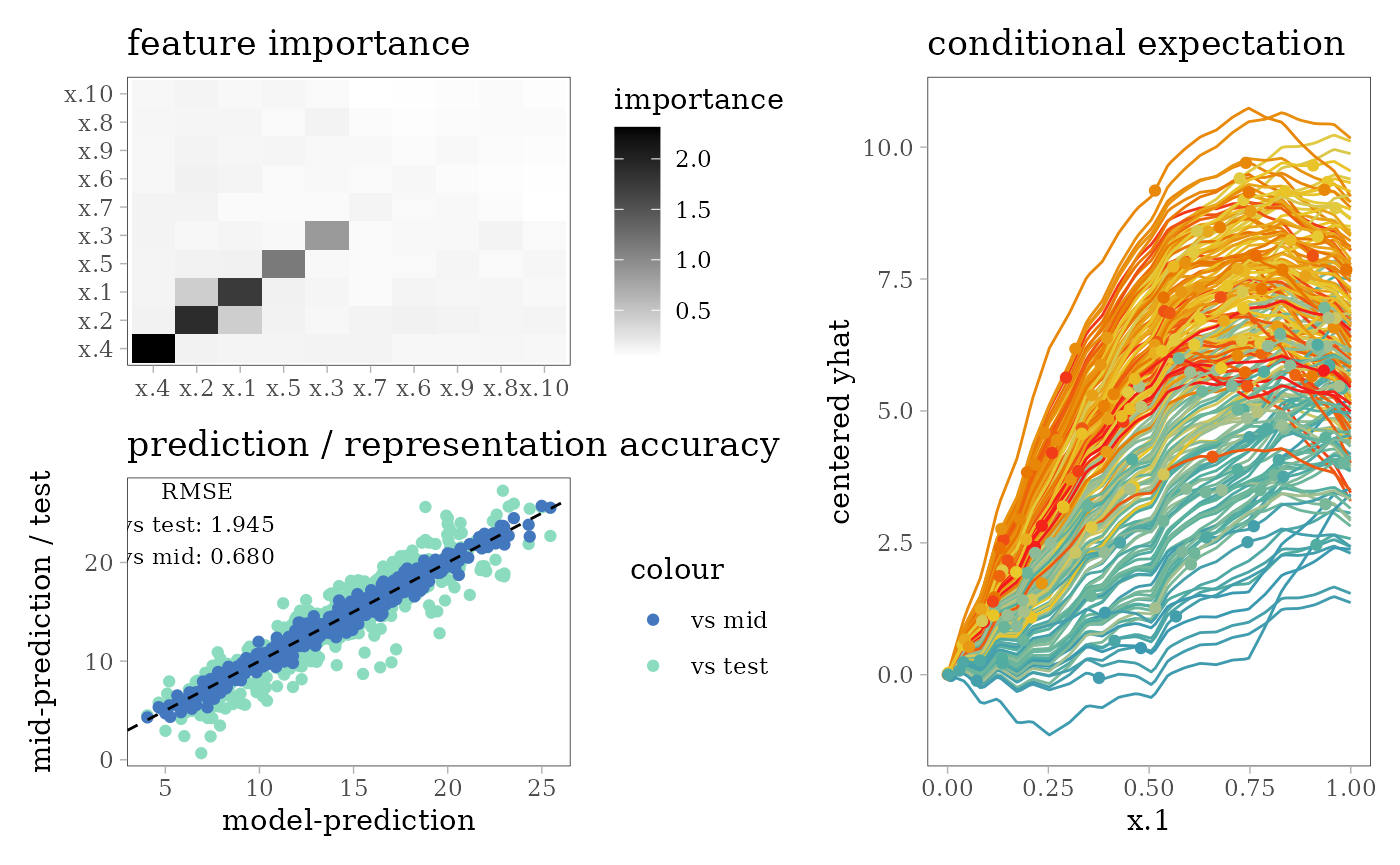 feature importance
x.10
x.8
x.9
x.6
x.7
x.3
x.5
x.1
x.2
x.4
x.4 x.2 x.1 x.5 x.3 x.7 x.6 x.9 x.8 x.10
importance
2.0
1.5
1.0
0.5
prediction / representation accuracy
mid-prediction / test
20
10
0
RMSE
vs test: 1.945
vs mid: 0.680
5 10 15 20 25
model-prediction
colour
vs mid
vs test
conditional expectation
centered yhat
10.0
7.5
5.0
2.5
0.0
0.00 0.25 0.50 0.75 1.00
x.1